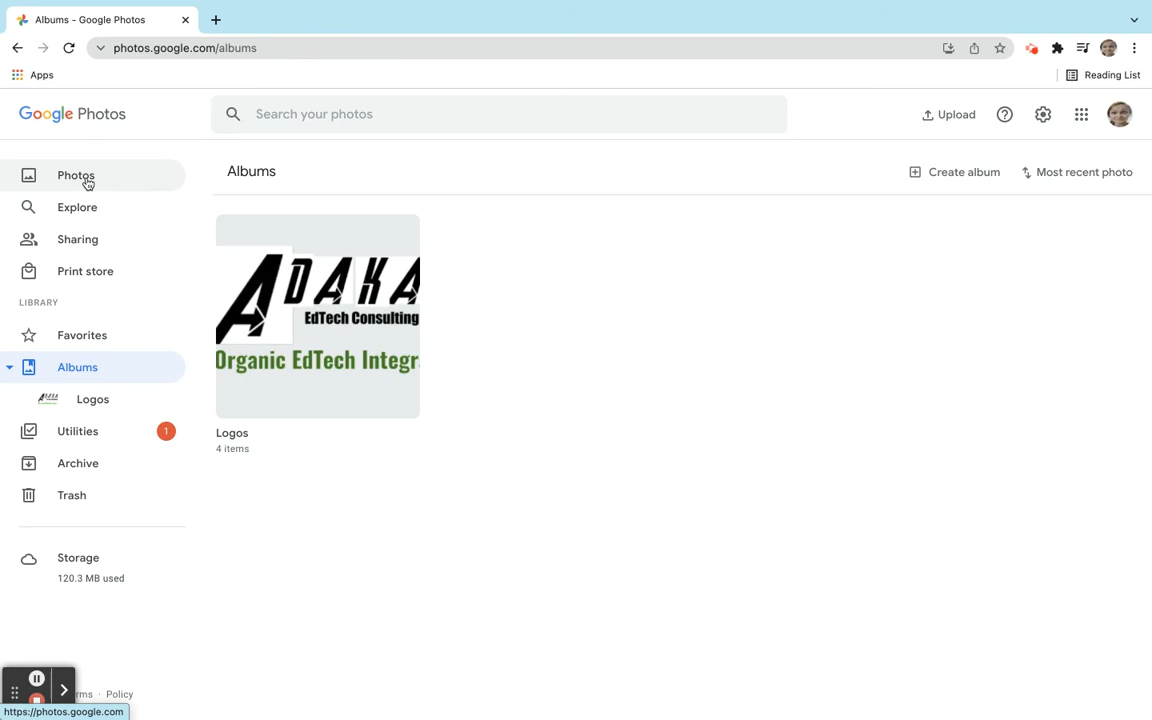 Albums - Google Photos
photos.google.com/albums
Apps
Reading List
Google Photos
Search your photos
Upload
Photos
Explore
Sharing
Print store
LIBRARY
Favorites
Albums
Logos
Utilities
1
Archive
Trash
Storage
120.3 MB used
Policy
https://photos.google.com
Albums
Create album
Most recent photo
ADAKA
EdTech Consulting
Organic EdTech Integr
Logos
4 items